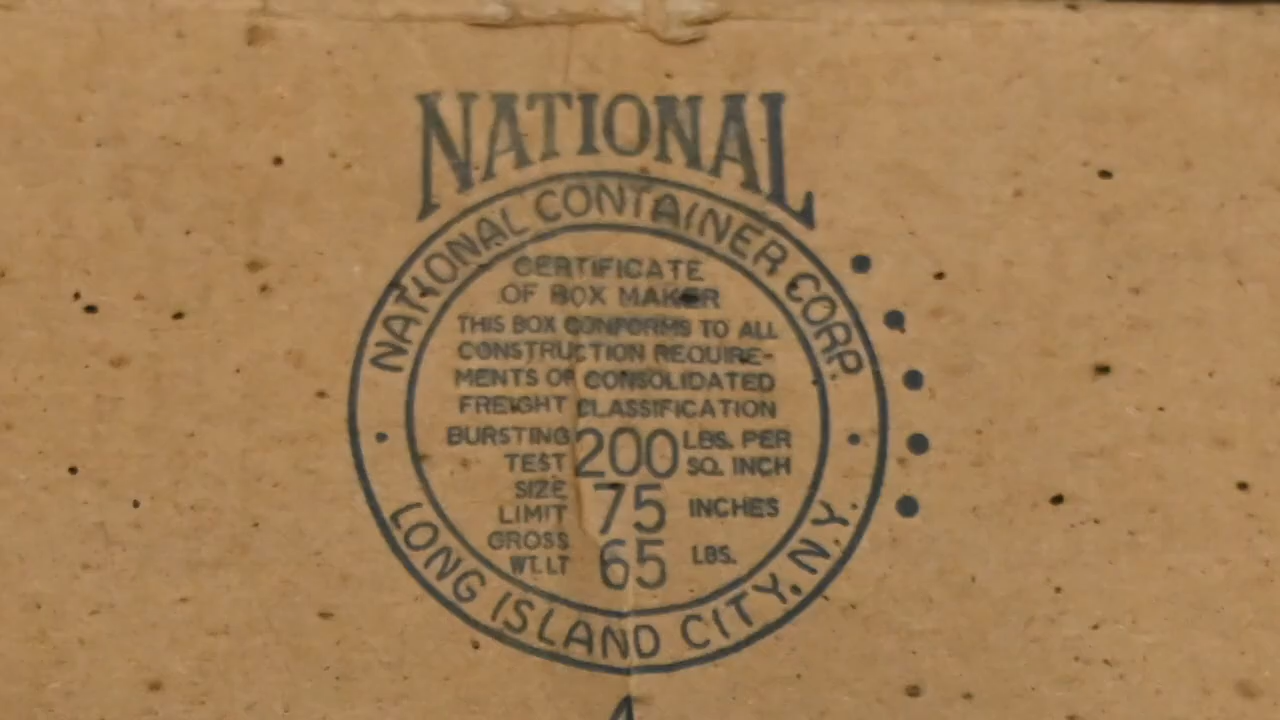 NATIONAL
NATIONAL CONTAINER CORP.
CERTIFICATE
OF BOX MAKER
THIS BOX CONFORMS TO ALL
CONSTRUCTION REQUIRE-
MENTS OF CONSOLIDATED
FREIGHT CLASSIFICATION
BURSTING TEST 200 LBS. PER SQ. INCH
SIZE LIMIT 75 INCHES
GROSS WT. LT 65 LBS.
LONG ISLAND CITY, N.Y.